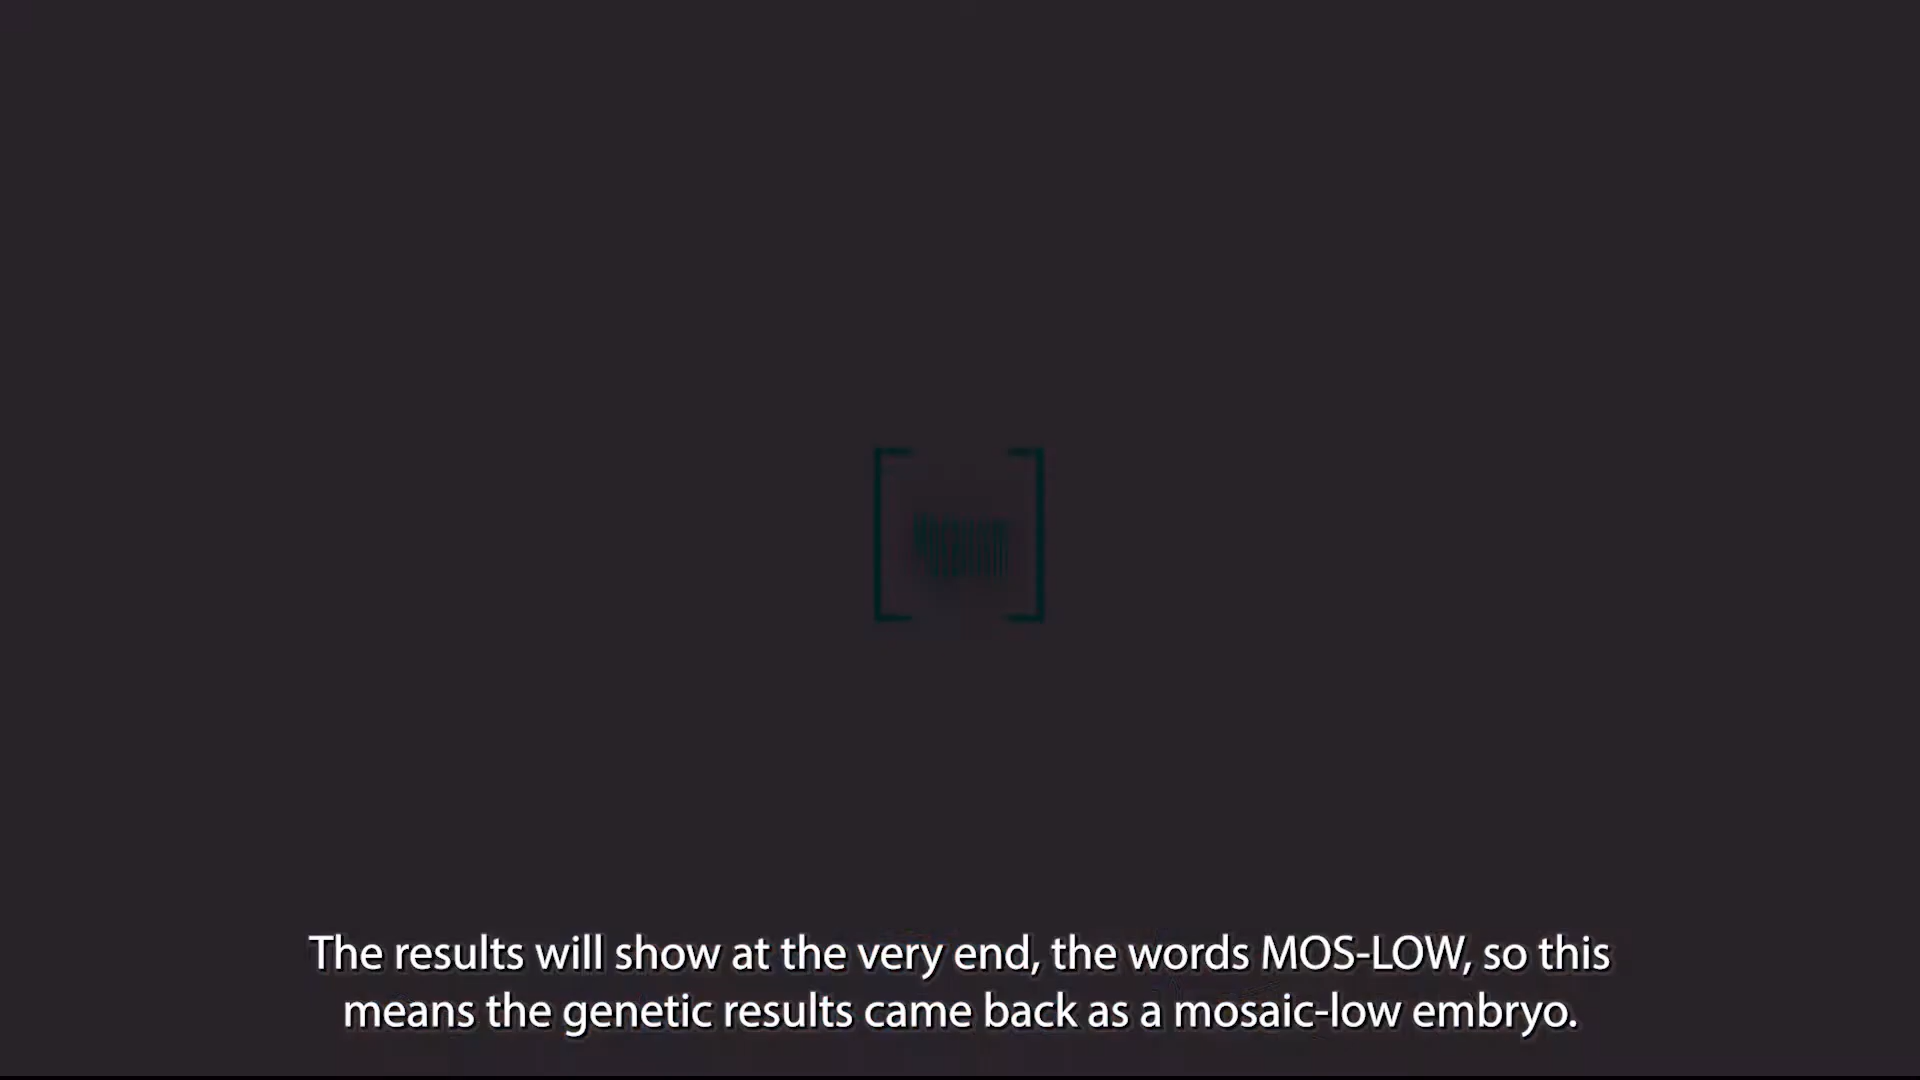 The results will show at the very end, the words MOS-LOW, so this
means the genetic results came back as a mosaic-low embryo.